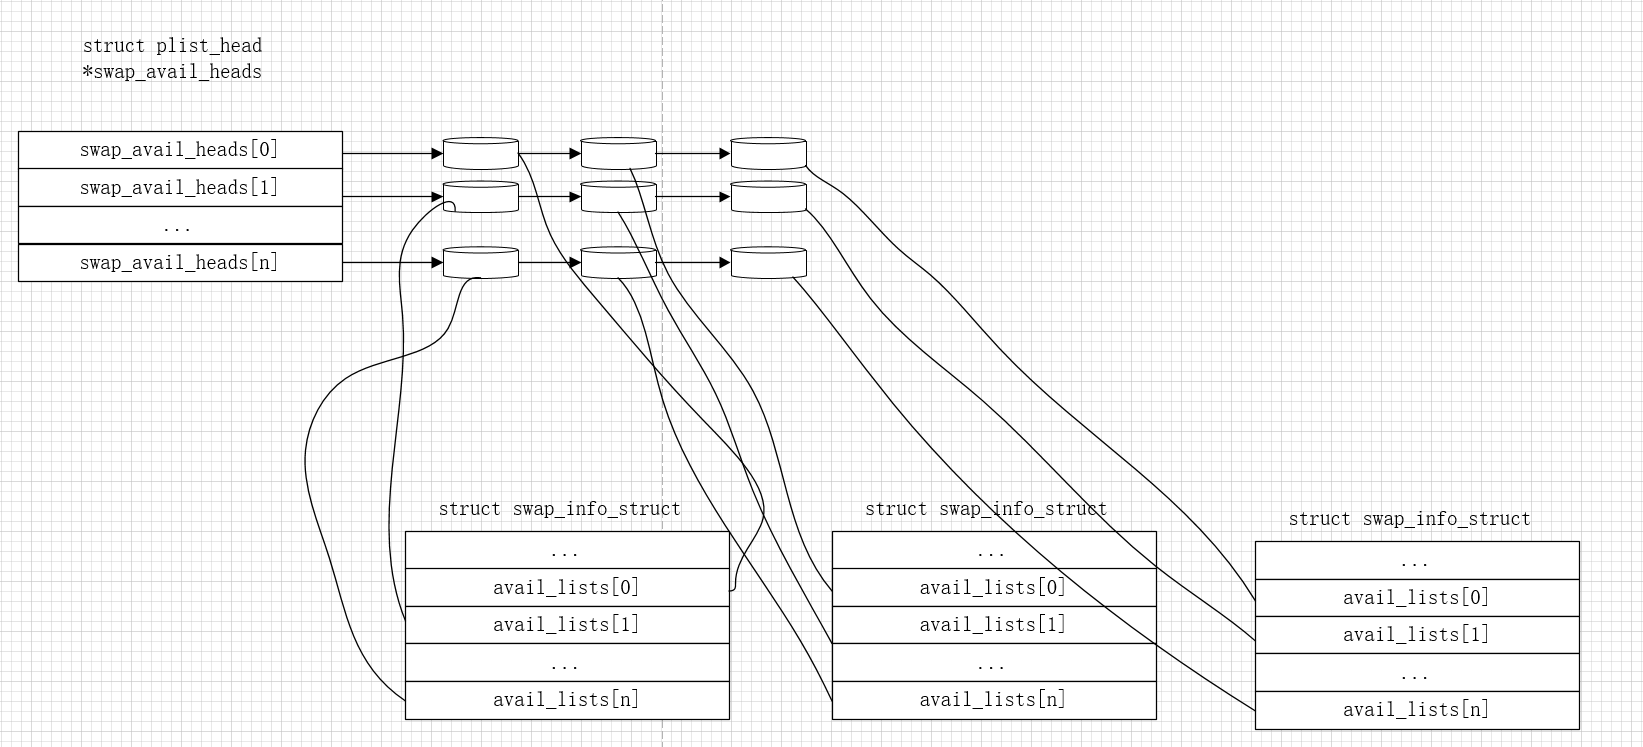 struct plist_head
*swap_avail_heads
swap_avail_heads[0]
swap_avail_heads[1]
...
swap_avail_heads[n]
struct swap_info_struct
...
avail_lists[0]
avail_lists[1]
...
avail_lists[n]
struct swap_info_struct
...
avail_lists[0]
avail_lists[1]
...
avail_lists[n]
struct swap_info_struct
...
avail_lists[0]
avail_lists[1]
...
avail_lists[n]